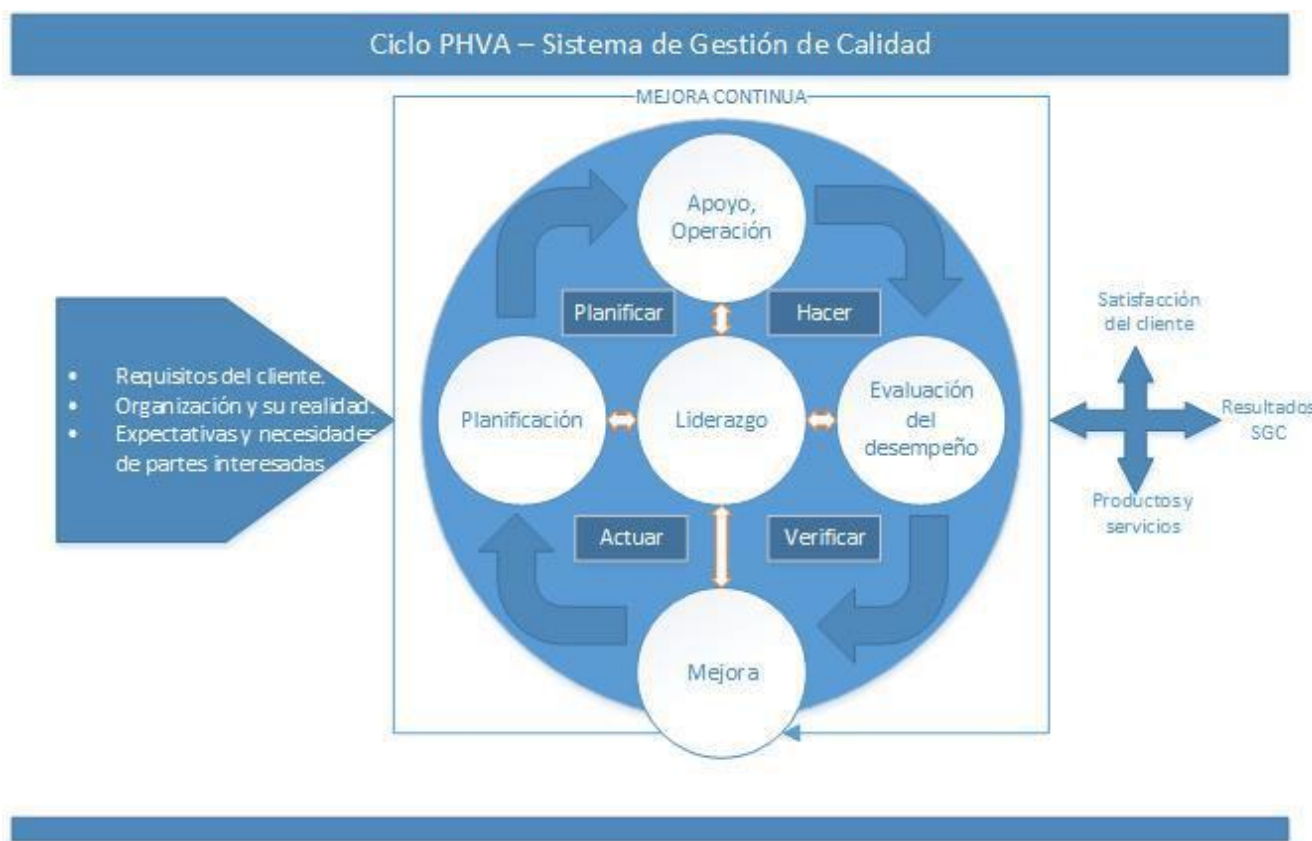 Ciclo PHVA – Sistema de Gestión de Calidad
MEJORA CONTINUA
Apoyo,
Operación
Planificar
Hacer
• Requisitos del cliente.
• Organización y su realidad.
• Expectativas y necesidades
de partes interesadas
Planificación
Liderazgo
Evaluación
del
desempeño
Satisfacción
del cliente
Resultados
SGC
Productos y
servicios
Actuar
Verificar
Mejora